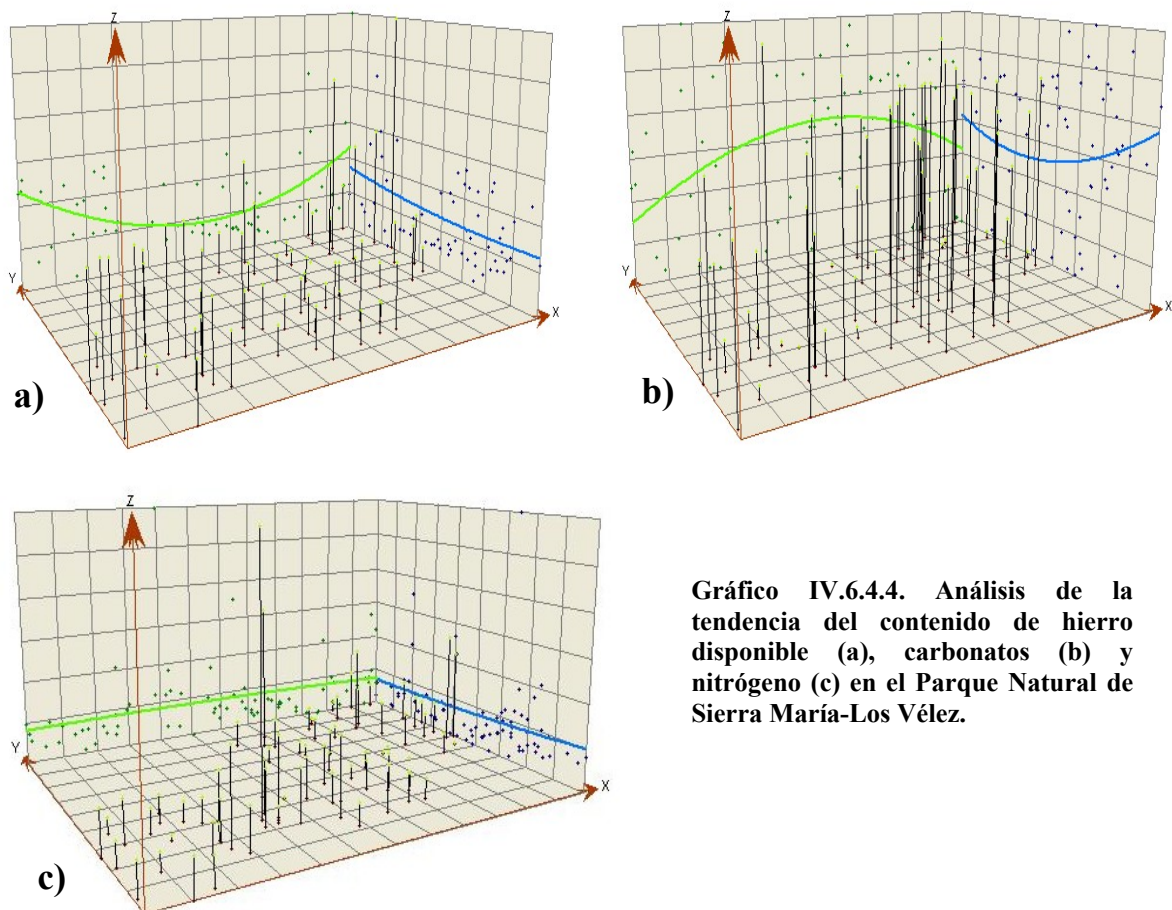 Z
Y
X
a)
Z
Y
X
b)
Z
Y
X
c)
Gráfico IV.6.4.4. Análisis de la
tendencia del contenido de hierro
disponible (a), carbonatos (b) y
nitrógeno (c) en el Parque Natural de
Sierra María-Los Vélez.